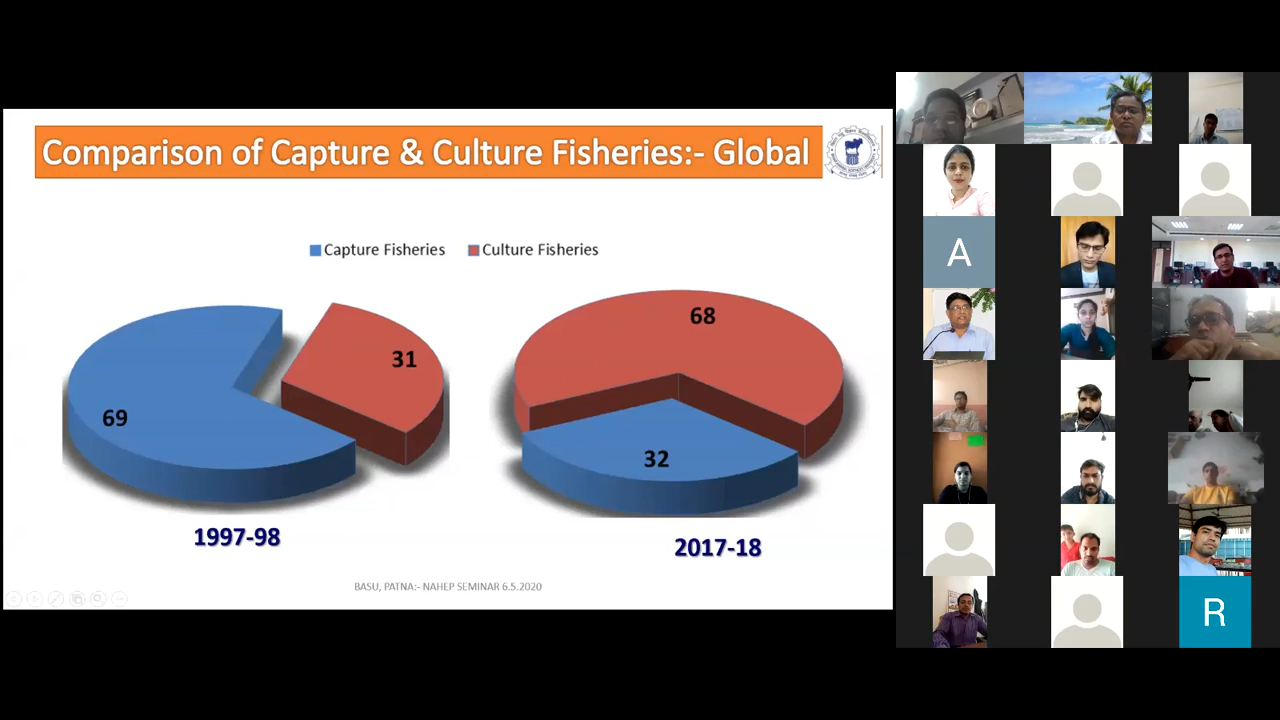 Comparison of Capture & Culture Fisheries:- Global
Capture Fisheries
Culture Fisheries
69
31
68
32
1997-98
2017-18
BASU, PATNA:- NAHEP SEMINAR 6.5.2020
A
R